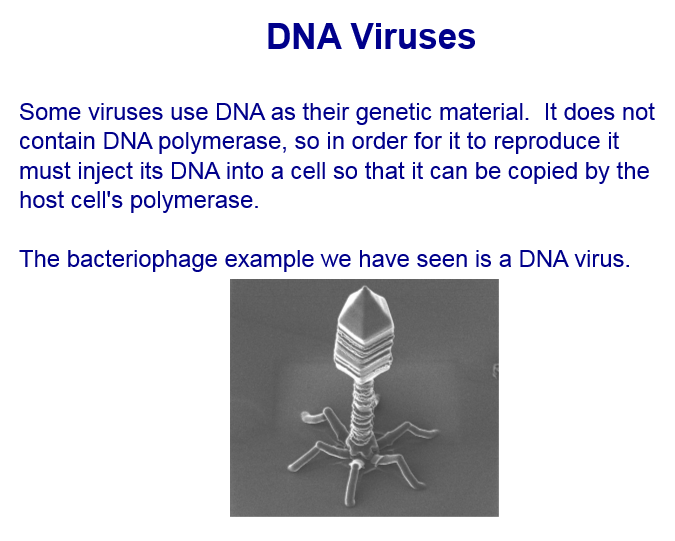 DNA Viruses
Some viruses use DNA as their genetic material.  It does not
contain DNA polymerase, so in order for it to reproduce it
must inject its DNA into a cell so that it can be copied by the
host cell's polymerase.
The bacteriophage example we have seen is a DNA virus.